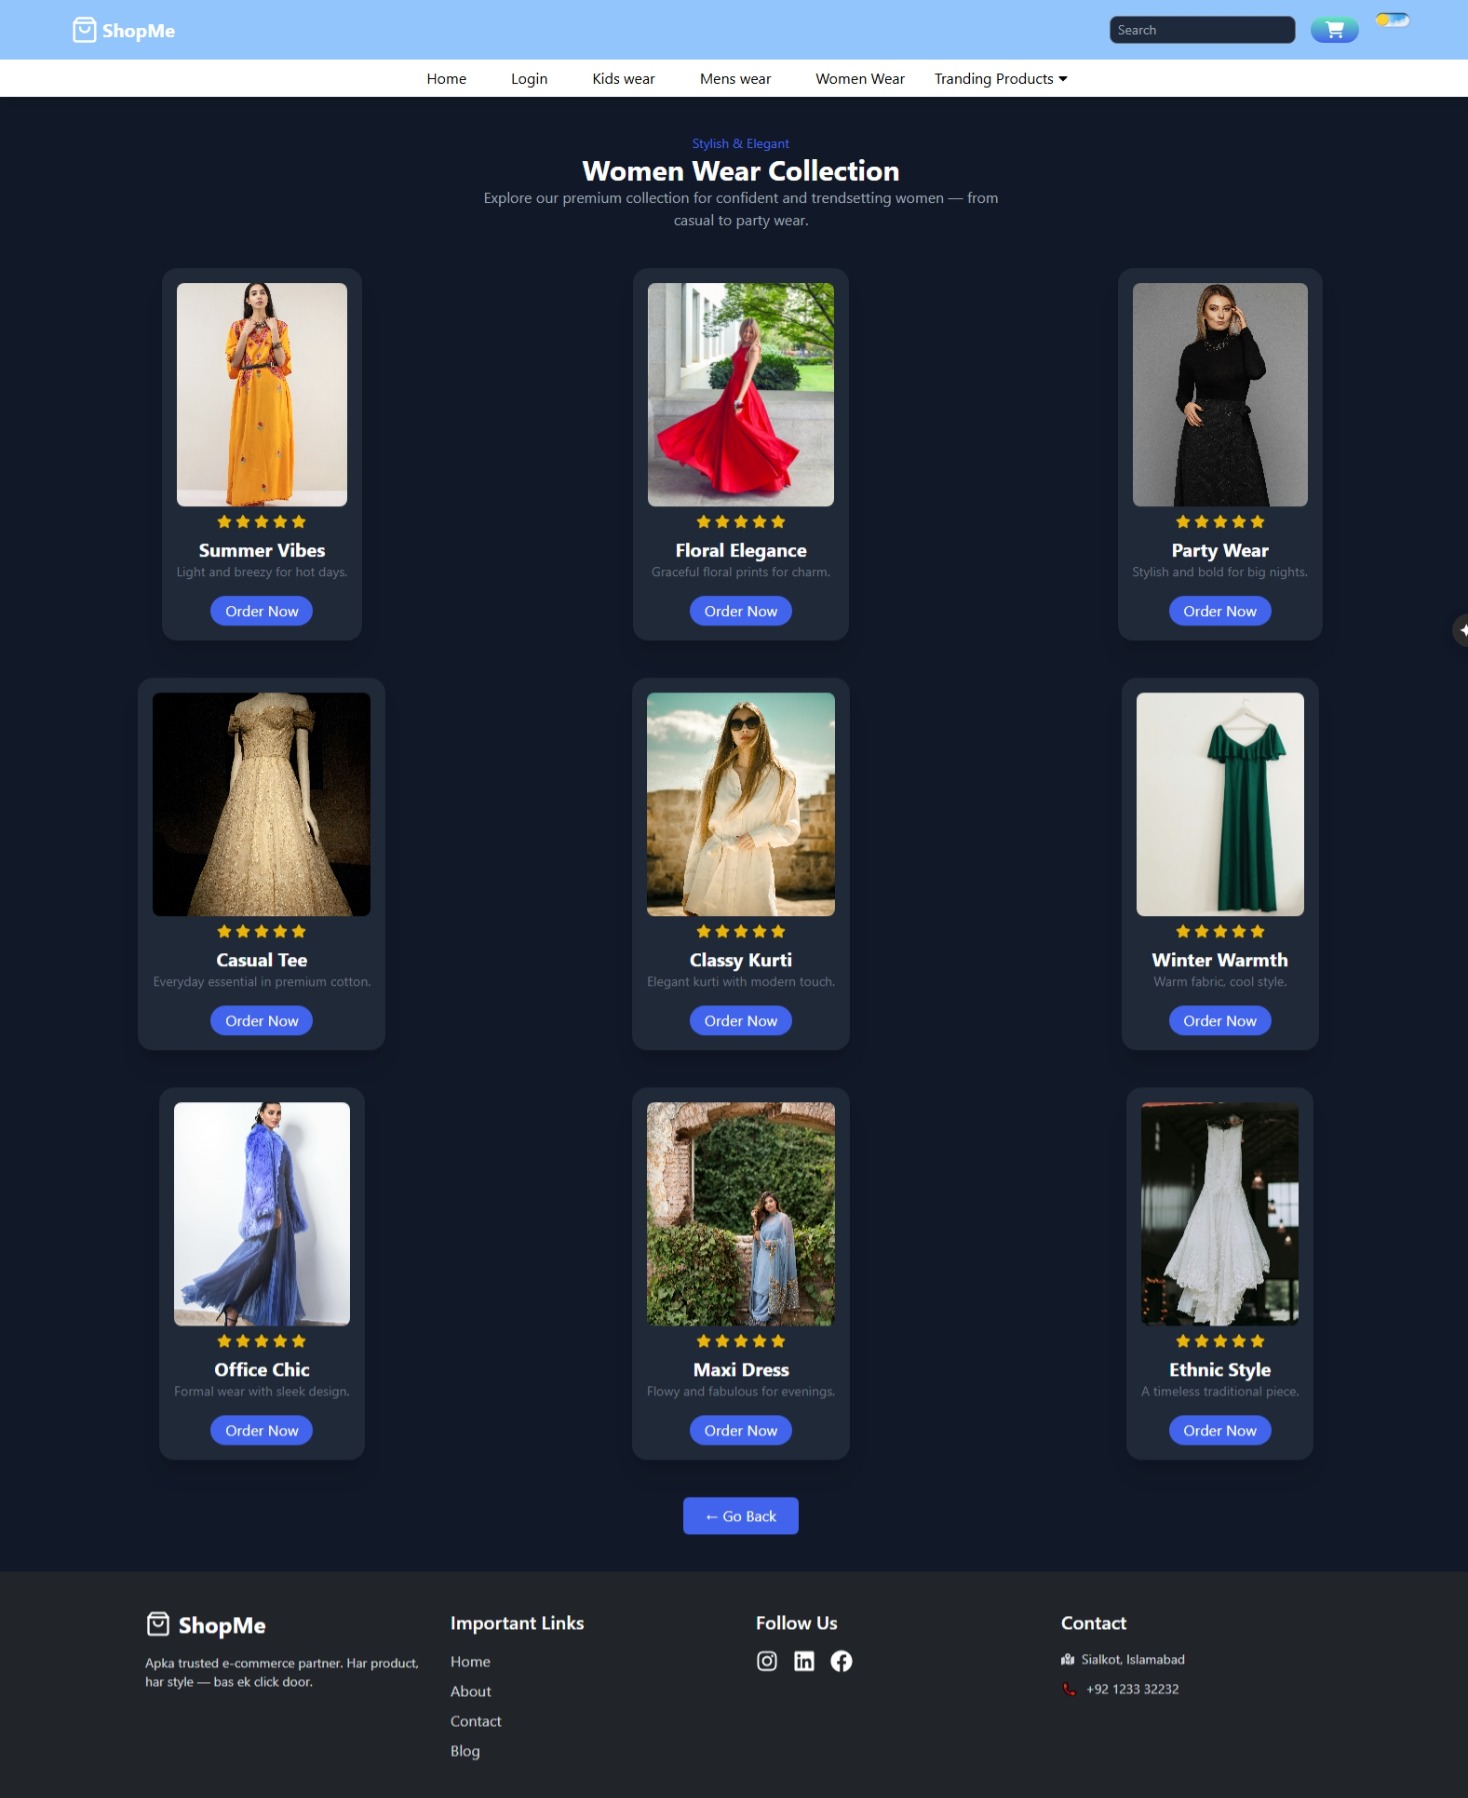 ShopMe
Search
Home Login Kids wear Mens wear Women Wear Tranding Products
Stylish & Elegant
Women Wear Collection
Explore our premium collection for confident and trendsetting women — from
casual to party wear.
Summer Vibes
Light and breezy for hot days.
Order Now
Floral Elegance
Graceful floral prints for charm.
Order Now
Party Wear
Stylish and bold for big nights.
Order Now
Casual Tee
Everyday essential in premium cotton.
Order Now
Classy Kurti
Elegant kurti with modern touch.
Order Now
Winter Warmth
Warm fabric, cool style.
Order Now
Office Chic
Formal wear with sleek design.
Order Now
Maxi Dress
Flowy and fabulous for evenings.
Order Now
Ethnic Style
A timeless traditional piece.
Order Now
← Go Back
ShopMe
Apka trusted e-commerce partner. Har product,
har style — bas ek click door.
Important Links
Home
About
Contact
Blog
Follow Us
Contact
Sialkot, Islamabad
+92 1233 32232